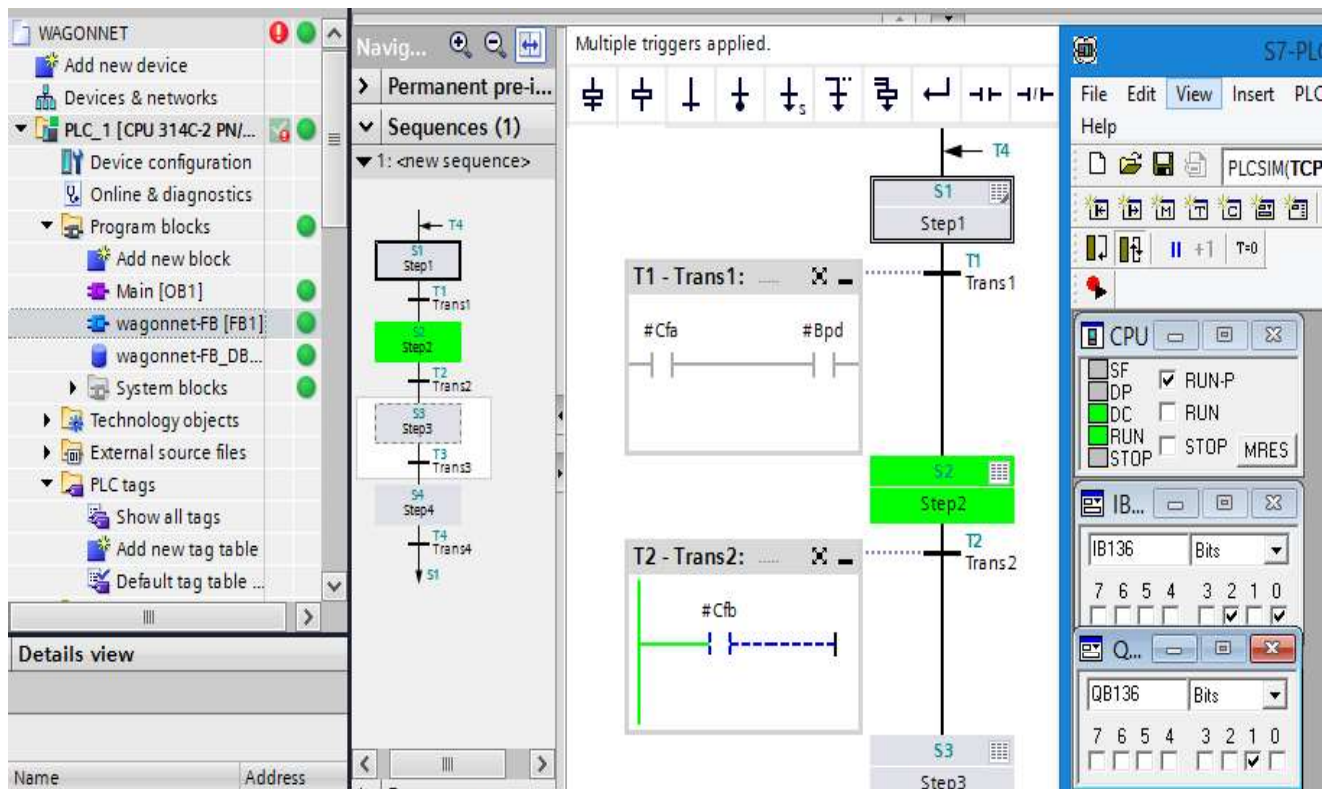 WAGONNET
Add new device
Devices & networks
PLC_1 [CPU 314C-2 PN/...
Device configuration
Online & diagnostics
Program blocks
Add new block
Main [OB1]
wagonnet-FB [FB1]
wagonnet-FB_DB...
System blocks
Technology objects
External source files
PLC tags
Show all tags
Add new tag table
Default tag table ...
Details view
Name Address
Navig...
Permanent pre-i...
Sequences (1)
1: <new sequence>
T4
S1
Step1
T1
Trans1
S2
Step2
T2
Trans2
S3
Step3
T3
Trans3
S4
Step4
T4
Trans4
S1
Multiple triggers applied.
T4
S1
Step1
T1
Trans1
T1 - Trans1: .....
#Cfa #Bpd
S2
Step2
T2
Trans2
T2 - Trans2: .....
#Cfb
S3
Step3
S7-PL
File Edit View Insert PLC
Help
PLCSIM(TCP
+1 T=0
CPU
SF
DP
DC
RUN
STOP
RUN-P
RUN
STOP MRES
IB...
IB136 Bits
7 6 5 4 3 2 1 0
Q...
QB136 Bits
7 6 5 4 3 2 1 0